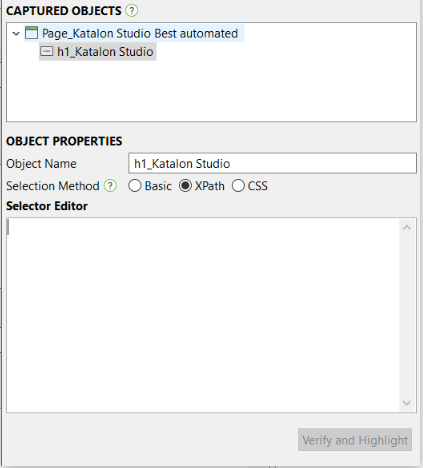 CAPTURED OBJECTS ?
Page_Katalon Studio Best automated
h1_Katalon Studio
OBJECT PROPERTIES
Object Name h1_Katalon Studio
Selection Method ? Basic XPath CSS
Selector Editor
Verify and Highlight